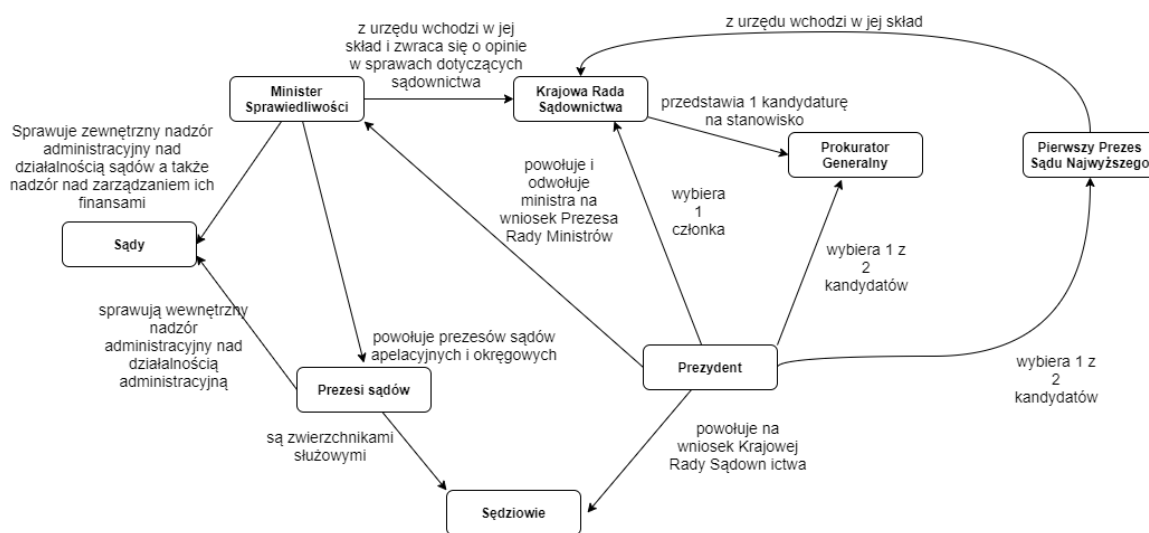 z urzędu wchodzi w jej skład
z urzędu wchodzi w jej
skład i zwraca się o opinie
w sprawach dotyczących
sądownictwa
Minister
Sprawiedliwości
Krajowa Rada
Sądownictwa
przedstawia 1 kandydaturę
na stanowisko
Sprawuje zewnętrzny nadzór
administracyjny nad
działalnością sądów a także
nadzór nad zarządzaniem ich
finansami
Prokurator
Generalny
Pierwszy Prezes
Sądu Najwyższego
powołuje i
odwołuje
ministra na
wniosek Prezesa
Rady Ministrów
wybiera
1
członka
Sądy
wybiera 1 z
2
kandydatów
sprawują wewnętrzny
nadzór
administracyjny nad
działalnością
administracyjną
powołuje prezesów sądów
apelacyjnych i okręgowych
Prezydent
wybiera 1 z
2
kandydatów
Prezesi sądów
są zwierzchnikami
służowymi
powołuje na
wniosek Krajowej
Rady Sądown ictwa
Sędziowie